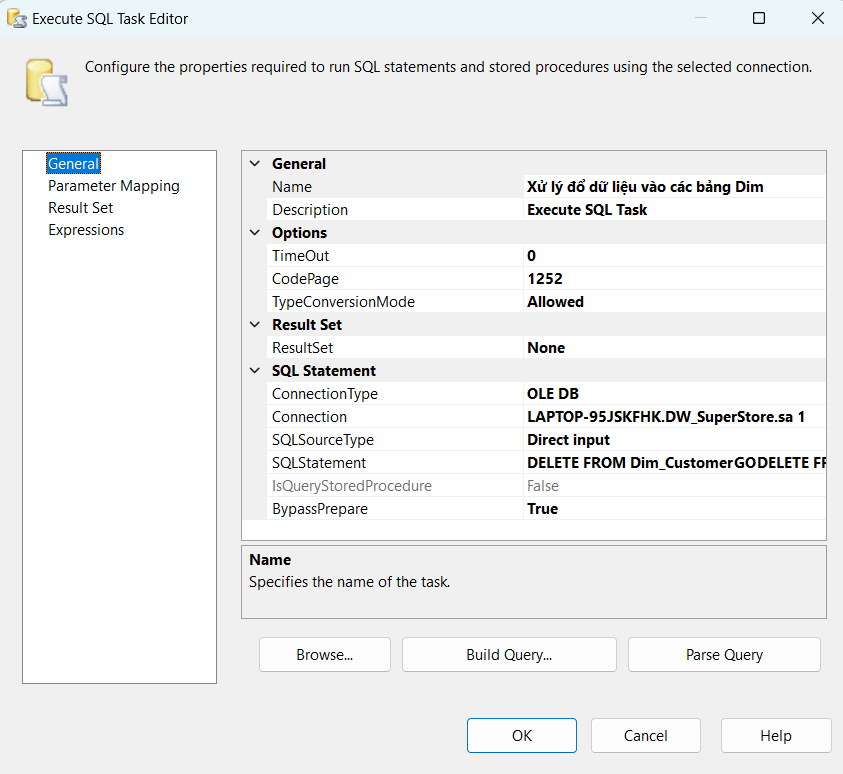 Execute SQL Task Editor
Configure the properties required to run SQL statements and stored procedures using the selected connection.
General
Parameter Mapping
Result Set
Expressions
General
Name Xử lý đổ dữ liệu vào các bảng Dim
Description Execute SQL Task
Options
TimeOut 0
CodePage 1252
TypeConversionMode Allowed
Result Set
ResultSet None
SQL Statement
ConnectionType OLE DB
Connection LAPTOP-95JSKFHK.DW_SuperStore.sa 1
SQLSourceType Direct input
SQLStatement DELETE FROM Dim_CustomerGODELETE FR
IsQueryStoredProcedure False
BypassPrepare True
Name
Specifies the name of the task.
Browse... Build Query... Parse Query
OK Cancel Help